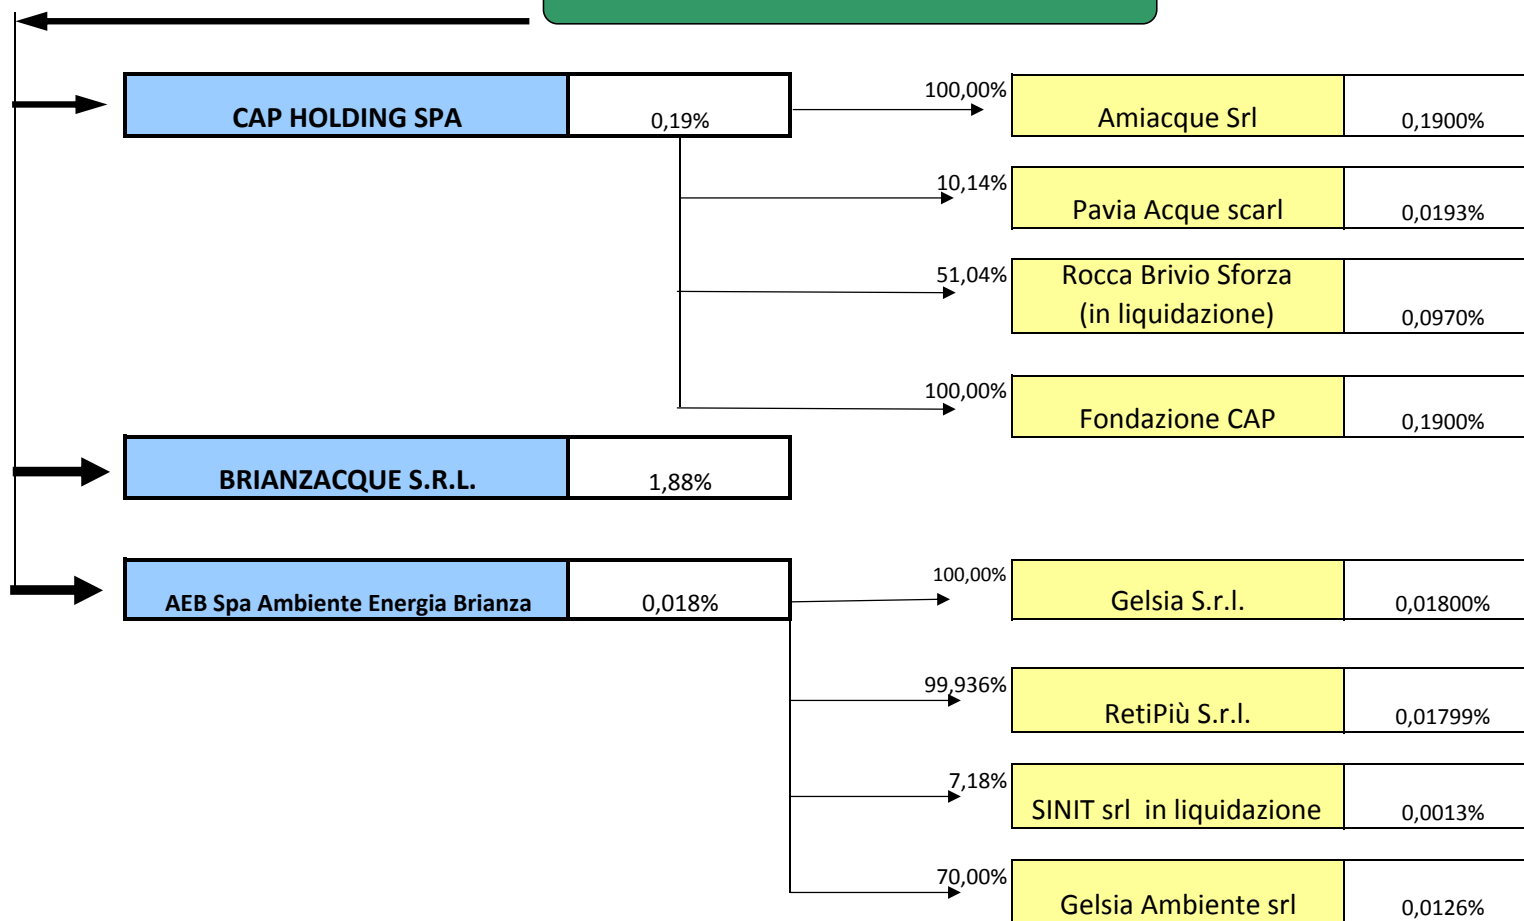 100,00%
CAP HOLDING SPA 0,19% Amiacque Srl 0,1900%
10,14%
Pavia Acque scarl 0,0193%
51,04% Rocca Brivio Sforza
(in liquidazione) 0,0970%
100,00%
Fondazione CAP 0,1900%
BRIANZACQUE S.R.L. 1,88%
100,00%
AEB Spa Ambiente Energia Brianza 0,018% Gelsia S.r.l. 0,01800%
99,936%
RetiPiù S.r.l. 0,01799%
7,18%
SINIT srl in liquidazione 0,0013%
70,00%
Gelsia Ambiente srl 0,0126%